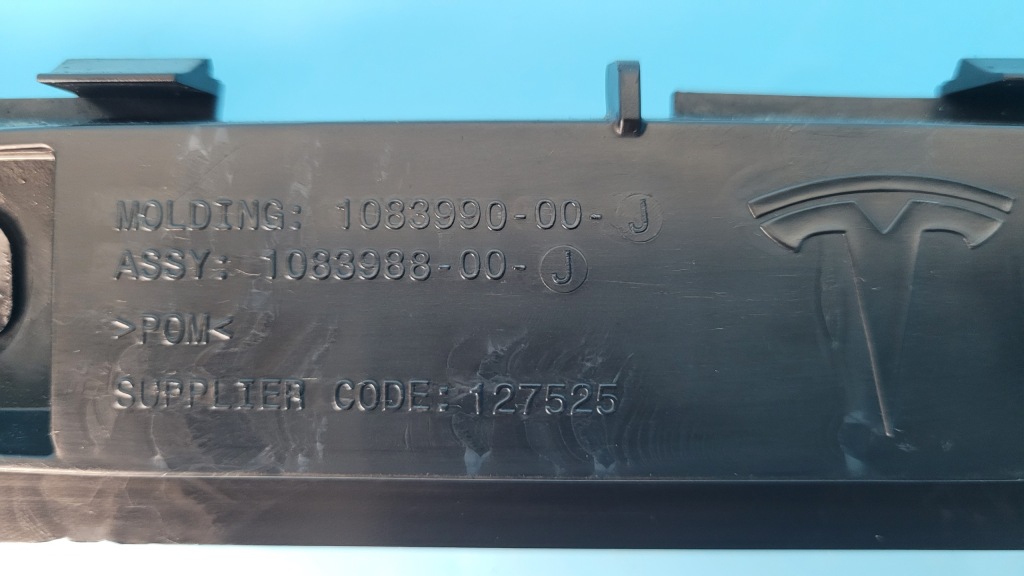 MOLDING: 1083990-00-J
ASSY: 1083988-00-J
>POM<
SUPPLIER CODE: 127525